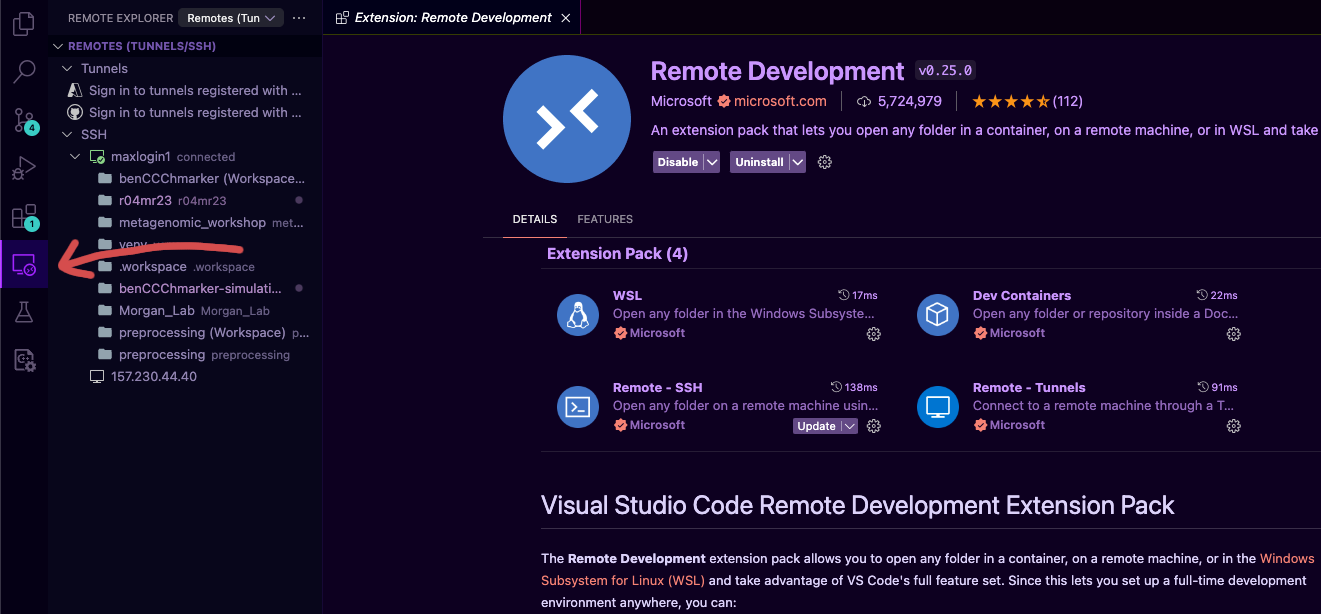 REMOTE EXPLORER Remotes (Tun
REMOTES (TUNNELS/SSH)
Tunnels
Sign in to tunnels registered with ...
Sign in to tunnels registered with ...
SSH
maxlogin1 connected
benCCChmarker (Workspace...
r04mr23 r04mr23
metagenomic_workshop met...
.workspace .workspace
benCCChmarker-simulati...
Morgan_Lab Morgan_Lab
preprocessing (Workspace) p...
preprocessing preprocessing
157.230.44.40
4
1
Extension: Remote Development
Remote Development v0.25.0
Microsoft microsoft.com 5,724,979 (112)
An extension pack that lets you open any folder in a container, on a remote machine, or in WSL and take
Disable Uninstall
DETAILS FEATURES
Extension Pack (4)
WSL 17ms
Open any folder in the Windows Subsyste...
Microsoft
Dev Containers 22ms
Open any folder or repository inside a Doc...
Microsoft
Remote - SSH 138ms
Open any folder on a remote machine usin...
Microsoft Update
Remote - Tunnels 91ms
Connect to a remote machine through a T...
Microsoft
Visual Studio Code Remote Development Extension Pack
The Remote Development extension pack allows you to open any folder in a container, on a remote machine, or in the Windows
Subsystem for Linux (WSL) and take advantage of VS Code's full feature set. Since this lets you set up a full-time development
environment anywhere, you can: